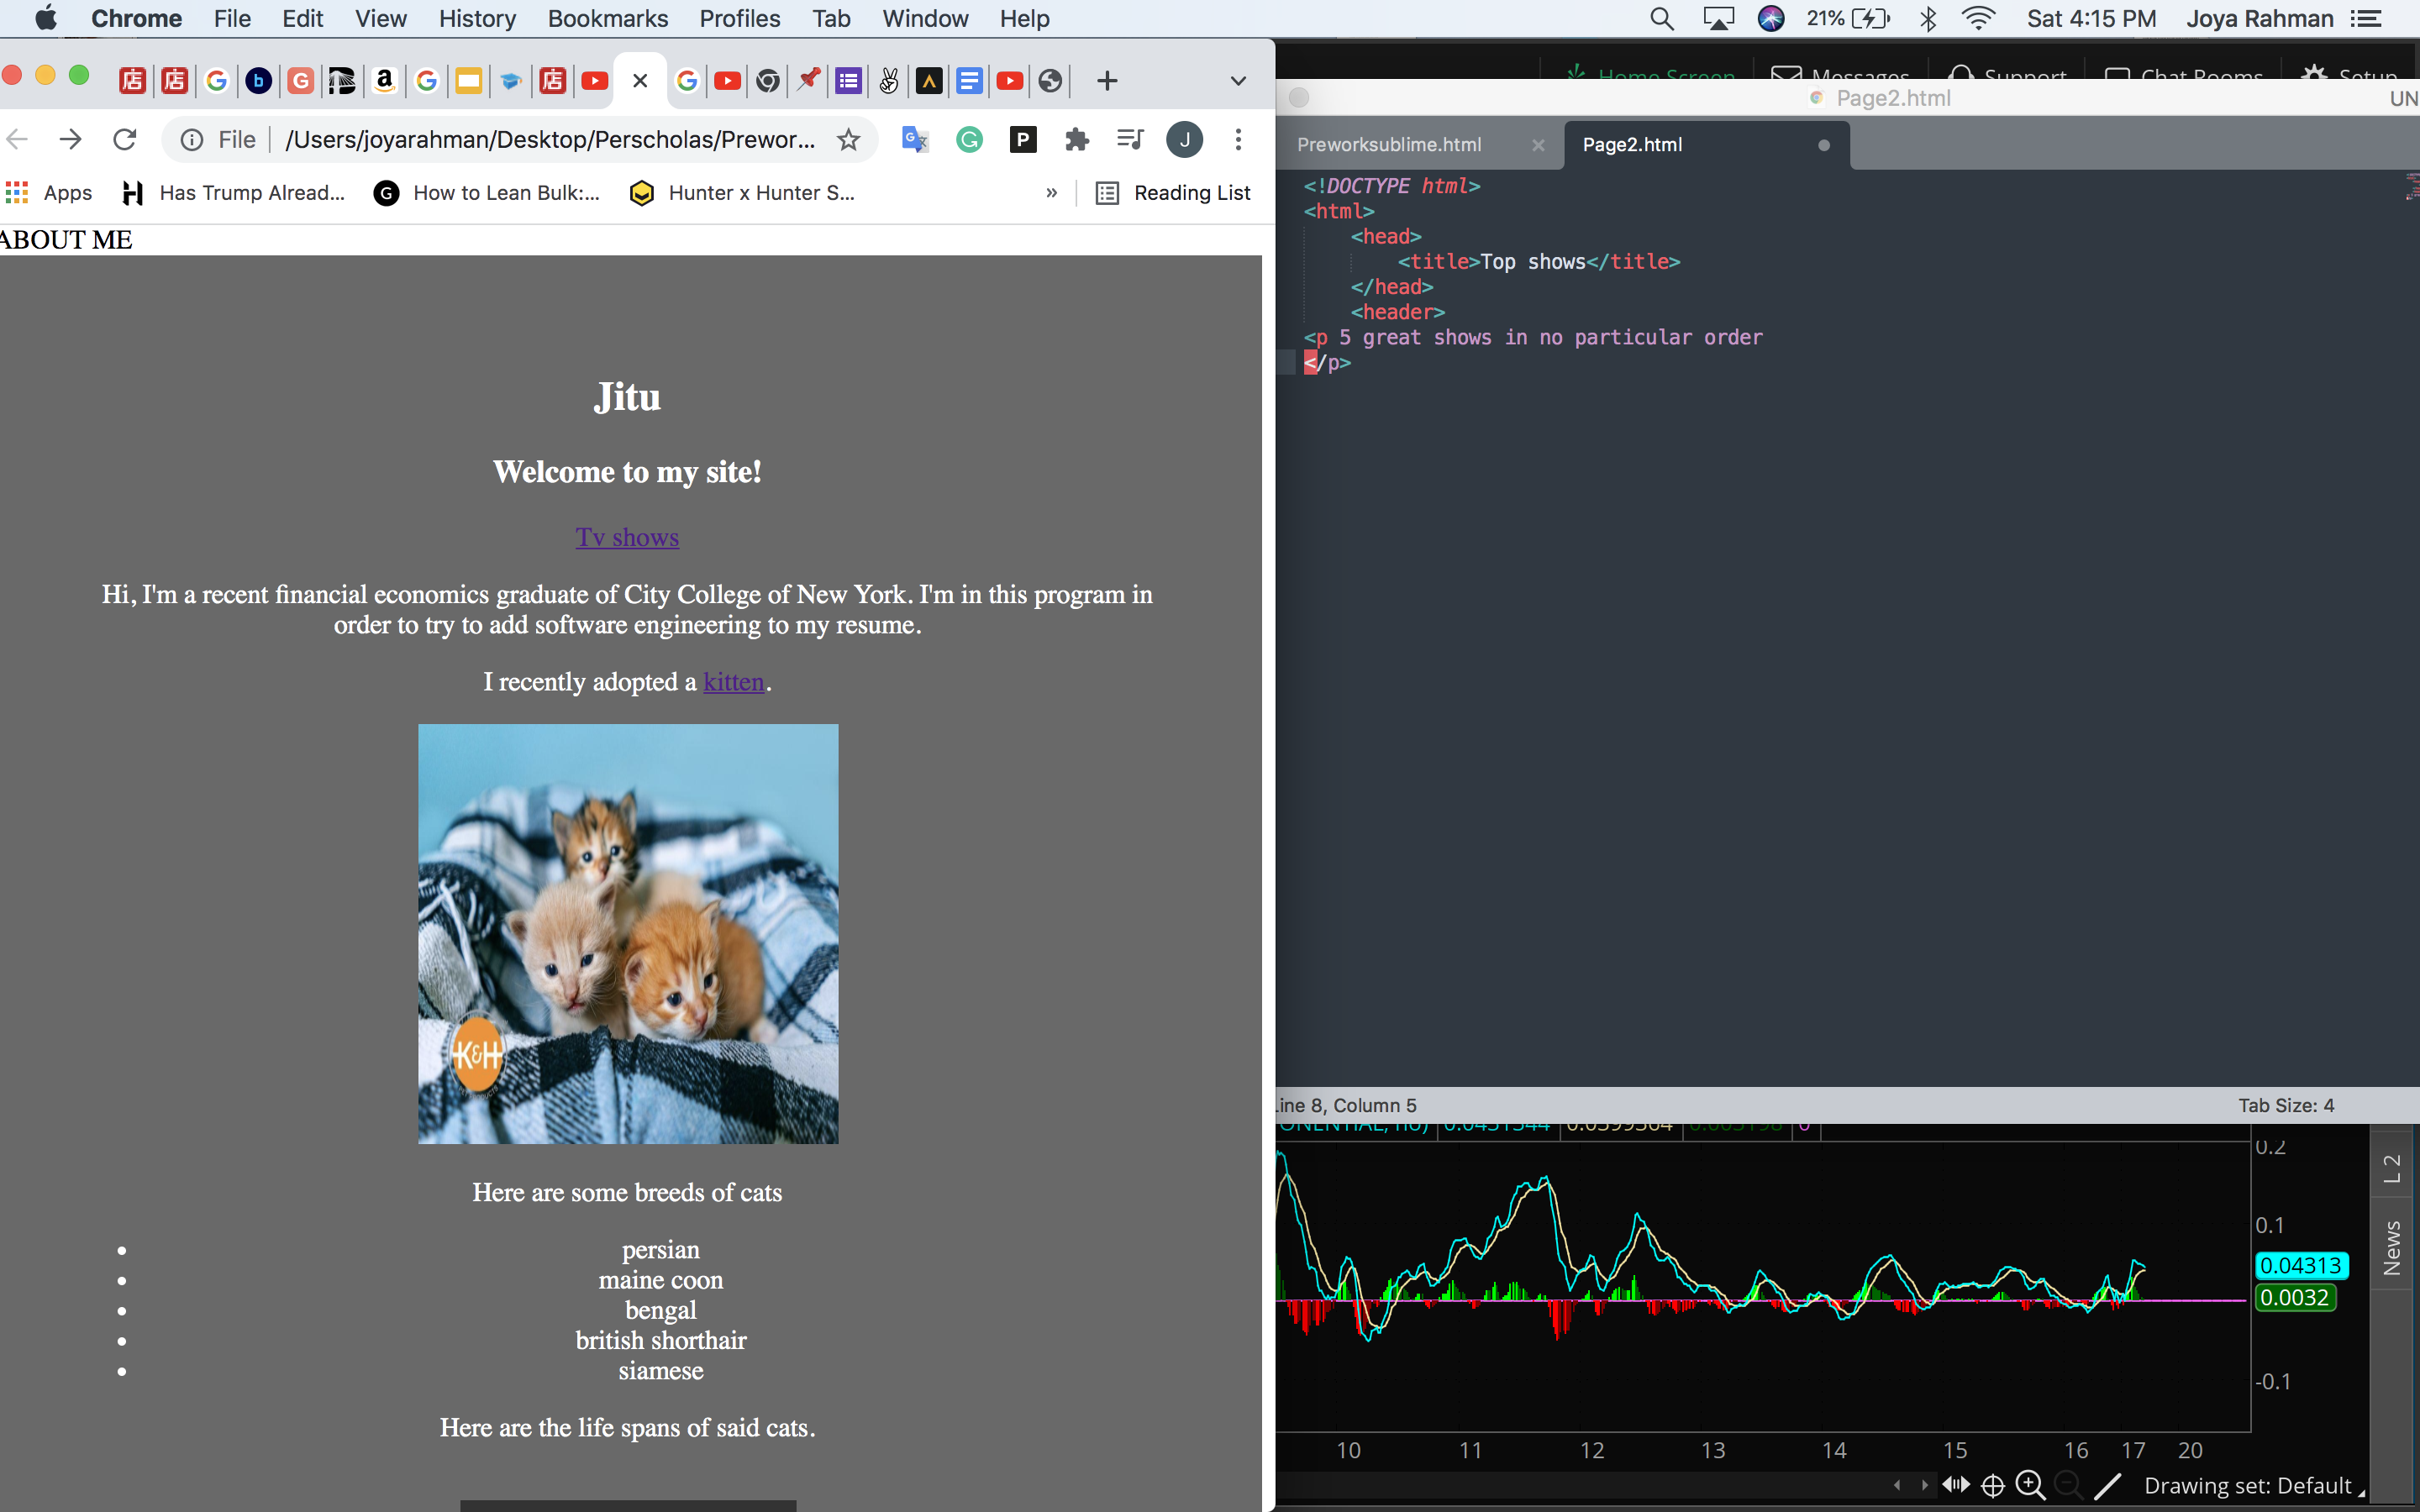 Chrome File Edit View History Bookmarks Profiles Tab Window Help
21% Sat 4:15 PM Joya Rahman
File /Users/joyarahman/Desktop/Perscholas/Prewor...
Apps Has Trump Alread... How to Lean Bulk:... Hunter x Hunter S... » Reading List
ABOUT ME
Jitu
Welcome to my site!
Tv shows
Hi, I'm a recent financial economics graduate of City College of New York. I'm in this program in
order to try to add software engineering to my resume.
I recently adopted a kitten.
K&H
Here are some breeds of cats
persian
maine coon
bengal
british shorthair
siamese
Here are the life spans of said cats.
Home Screen Messages Support Chat Rooms Setup
Page2.html
UN
Preworksublime.html Page2.html
<!DOCTYPE html>
<html>
<head>
<title>Top shows</title>
</head>
<header>
<p 5 great shows in no particular order
</p>
Line 8, Column 5 Tab Size: 4
0.0431344 0.0399364 0.003198 0
0.2
0.1
0.04313
0.0032
-0.1
L 2
News
10 11 12 13 14 15 16 17 20
Drawing set: Default